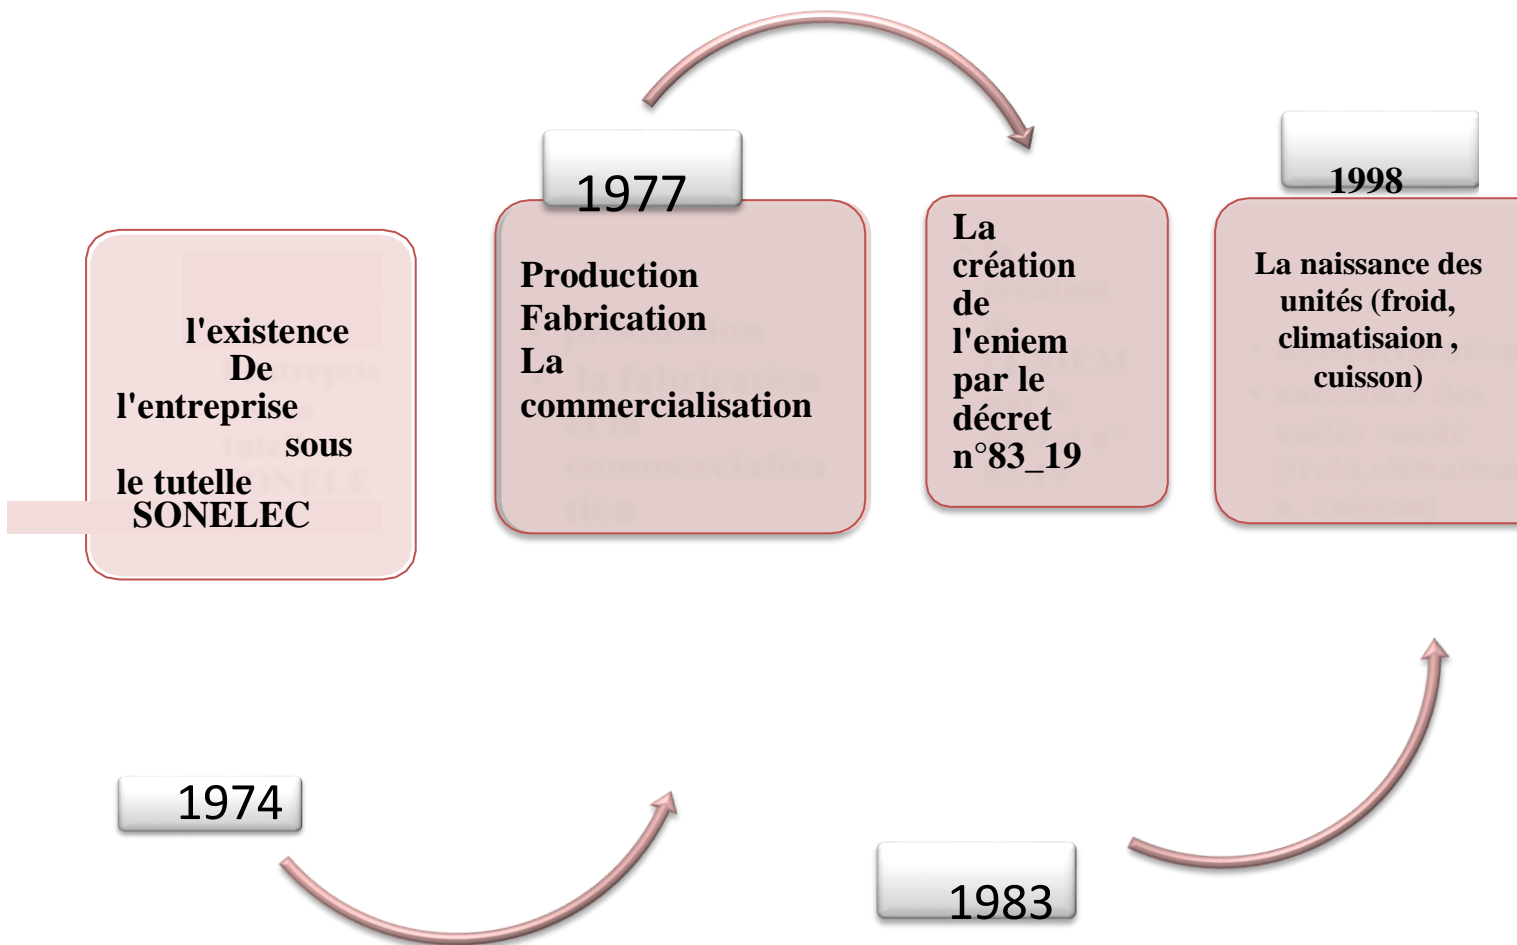 1977
1998
l'existence
De
l'entreprise
sous
le tutelle
SONELEC
Production
Fabrication
La
commercialisation
La
création
de
l'eniem
par le
décret
n°83_19
La naissance des
unités (froid,
climatisaion ,
cuisson)
1974
1983